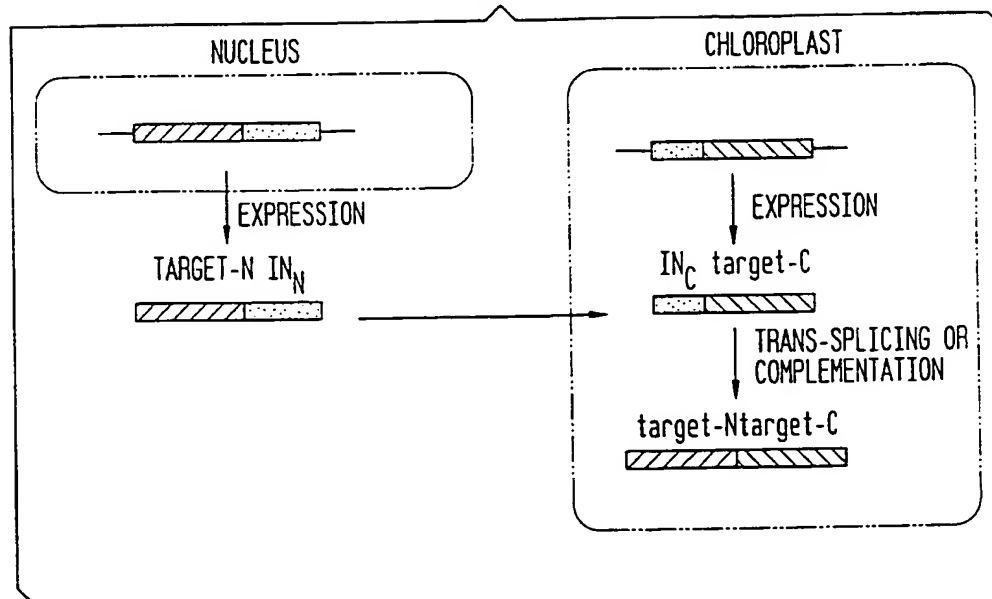 NUCLEUS
EXPRESSION
TARGET-N IN_N
CHLOROPLAST
EXPRESSION
IN_C target-C
TRANS-SPLICING OR
COMPLEMENTATION
target-Ntarget-C